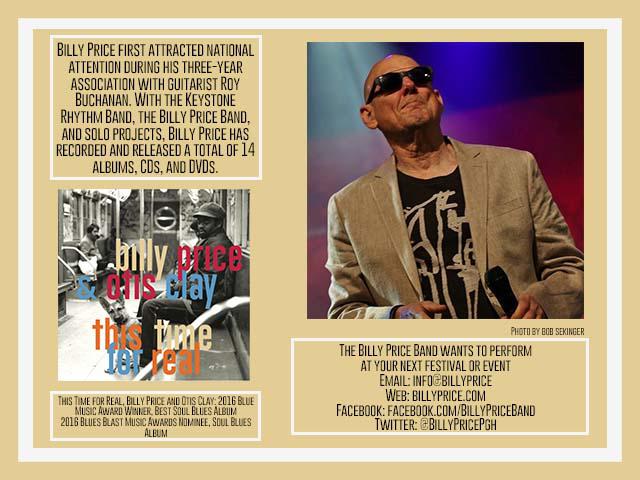 Billy Price first attracted national
attention during his three-year
association with guitarist Roy
Buchanan. With the Keystone
Rhythm Band, the Billy Price Band,
and solo projects, Billy Price has
recorded and released a total of 14
albums, CDs, and DVDs.
billy price
& otis clay
this time
for real
This Time for Real, Billy Price and Otis Clay: 2016 Blue
Music Award Winner, Best Soul Blues Album
2016 Blues Blast Music Awards Nominee, Soul Blues
Album
Photo by bob sekinger
The Billy Price Band wants to perform
at your next festival or event
Email: info@billyprice
Web: billyprice.com
Facebook: facebook.com/BillyPriceBand
Twitter: @BillyPricePgh